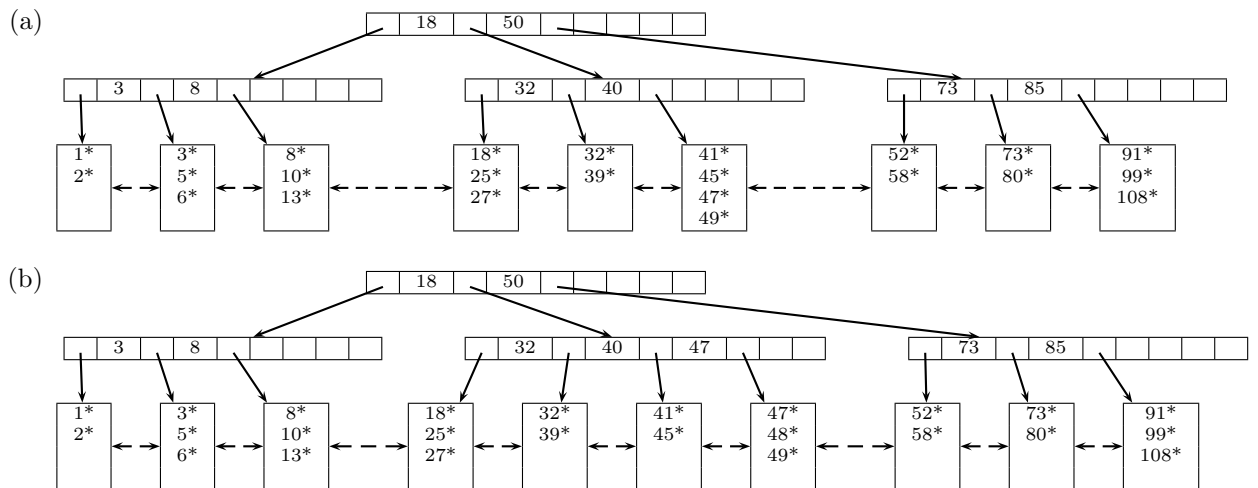 (a) 18 50
3 8 32 40 73 85
1* 3* 8* 18* 32* 41* 52* 73* 91*
2* 5* 10* 25* 39* 45* 58* 80* 99*
6* 13* 27* 47* 108*
49*
(b) 18 50
3 8 32 40 47 73 85
1* 3* 8* 18* 32* 41* 47* 52* 73* 91*
2* 5* 10* 25* 39* 45* 48* 58* 80* 99*
6* 13* 27* 49* 108*